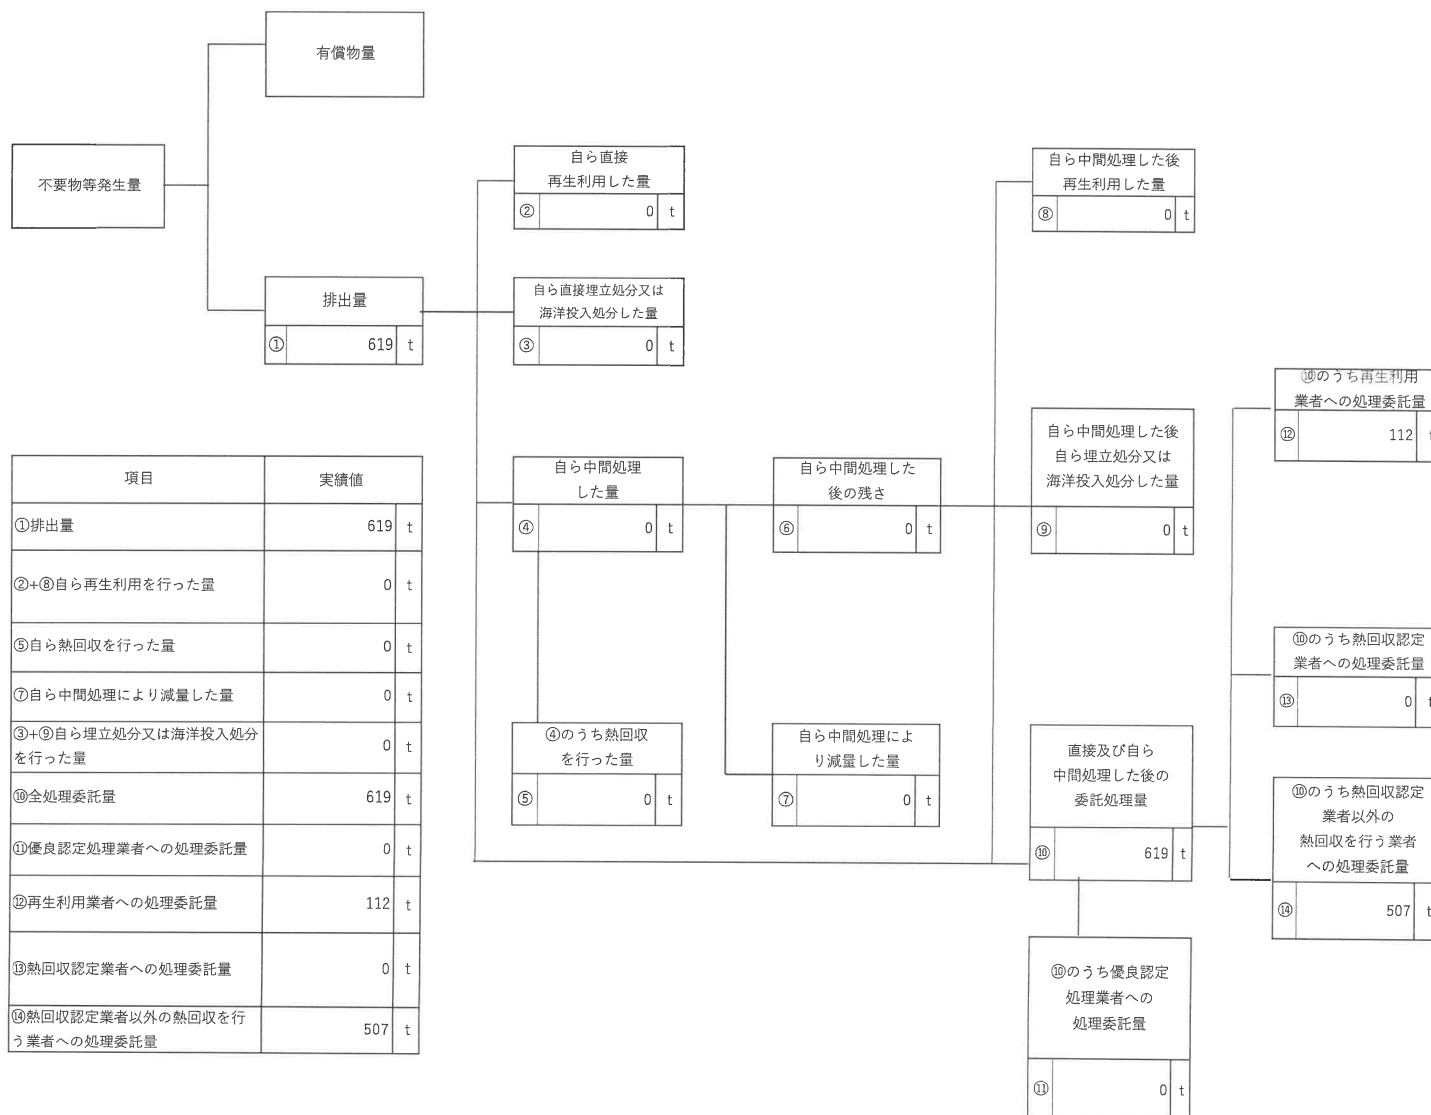 有償物量
不要物等発生量
排出量
① 619 t
自ら直接
再生利用した量
② 0 t
自ら直接埋立処分又は
海洋投入処分した量
③ 0 t
自ら中間処理
した量
④ 0 t
④のうち熱回収
を行った量
⑤ 0 t
自ら中間処理した
後の残さ
⑥ 0 t
自ら中間処理によ
り減量した量
⑦ 0 t
自ら中間処理した後
再生利用した量
⑧ 0 t
自ら中間処理した後
自ら埋立処分又は
海洋投入処分した量
⑨ 0 t
直接及び自ら
中間処理した後の
委託処理量
⑩ 619 t
⑩のうち優良認定
処理業者への
処理委託量
⑪ 0 t
⑩のうち再生利用
業者への処理委託量
⑫ 112 t
⑩のうち熱回収認定
業者への処理委託量
⑬ 0 t
⑩のうち熱回収認定
業者以外の
熱回収を行う業者
への処理委託量
⑭ 507 t
項目 実績値
①排出量 619 t
②+⑧自ら再生利用を行った量 0 t
⑤自ら熱回収を行った量 0 t
⑦自ら中間処理により減量した量 0 t
③+⑨自ら埋立処分又は海洋投入処分
を行った量 0 t
⑩全処理委託量 619 t
⑪優良認定処理業者への処理委託量 0 t
⑫再生利用業者への処理委託量 112 t
⑬熱回収認定業者への処理委託量 0 t
⑭熱回収認定業者以外の熱回収を行
う業者への処理委託量 507 t